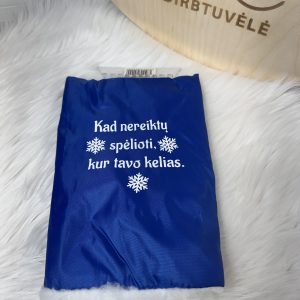 DIRBTUVĖLĖ
Kad nereiktų
spėlioti,
kur tavo kelias.